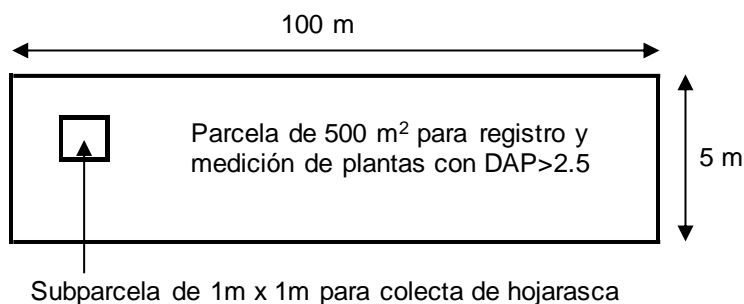 100 m
Parcela de 500 m² para registro y
medición de plantas con DAP>2.5
5 m
Subparcela de 1m x 1m para colecta de hojarasca